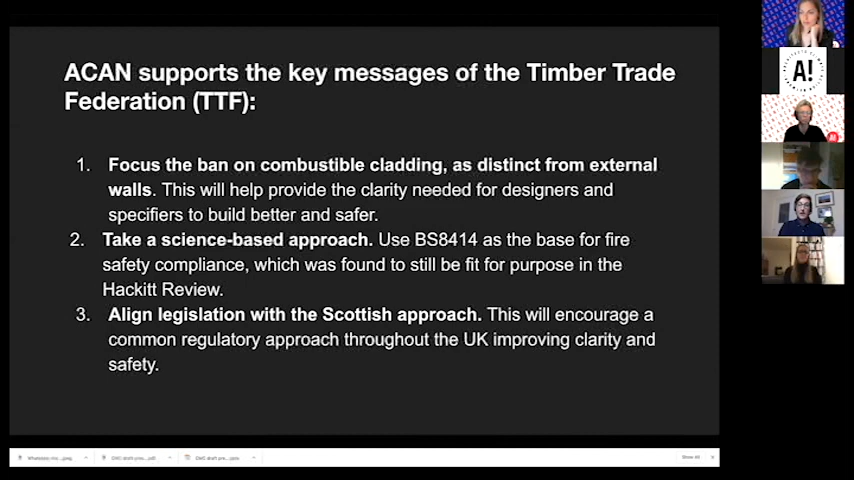 ACAN supports the key messages of the Timber Trade
Federation (TTF):
1. Focus the ban on combustible cladding, as distinct from external
walls. This will help provide the clarity needed for designers and
specifiers to build better and safer.
2. Take a science-based approach. Use BS8414 as the base for fire
safety compliance, which was found to still be fit for purpose in the
Hackitt Review.
3. Align legislation with the Scottish approach. This will encourage a
common regulatory approach throughout the UK improving clarity and
safety.
A!
Show All